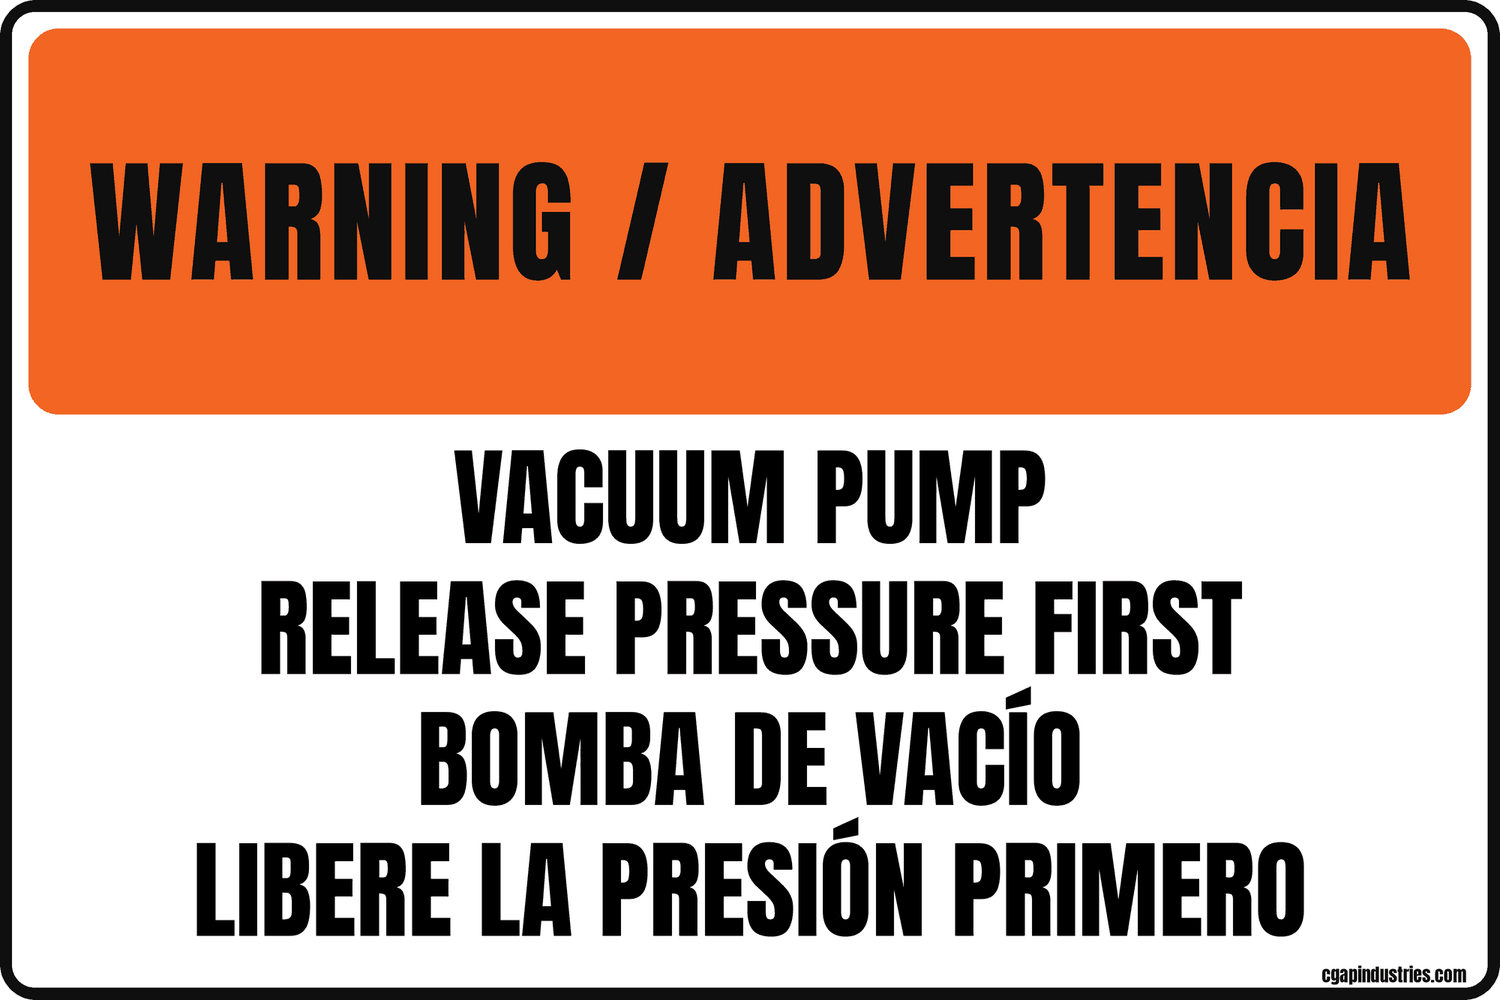 WARNING / ADVERTENCIA
VACUUM PUMP
RELEASE PRESSURE FIRST
BOMBA DE VACÍO
LIBERE LA PRESIÓN PRIMERO
cgapindustries.com